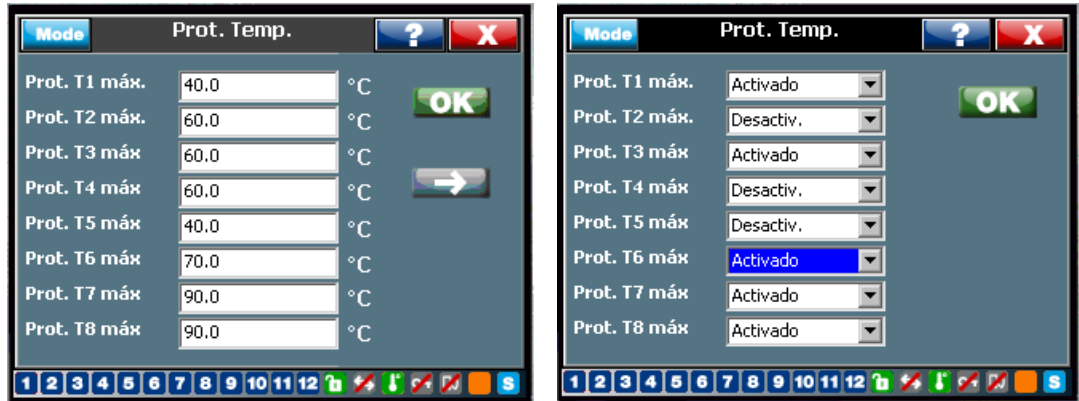 Mode Prot. Temp. ? X
Prot. T1 máx. 40.0 °C OK
Prot. T2 máx. 60.0 °C
Prot. T3 máx 60.0 °C
Prot. T4 máx 60.0 °C
Prot. T5 máx 40.0 °C
Prot. T6 máx 70.0 °C
Prot. T7 máx 90.0 °C
Prot. T8 máx 90.0 °C
1 2 3 4 5 6 7 8 9 10 11 12 S
Mode Prot. Temp. ? X
Prot. T1 máx. Activado OK
Prot. T2 máx. Desactiv.
Prot. T3 máx Activado
Prot. T4 máx Desactiv.
Prot. T5 máx Desactiv.
Prot. T6 máx Activado
Prot. T7 máx Activado
Prot. T8 máx Activado
1 2 3 4 5 6 7 8 9 10 11 12 S